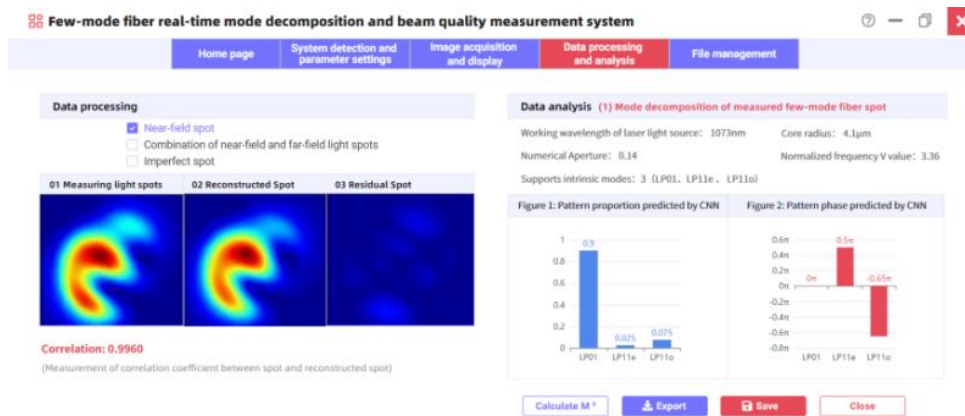 Few-mode fiber real-time mode decomposition and beam quality measurement system
Home page
System detection and
parameter settings
Image acquisition
and display
Data processing
and analysis
File management
Data processing
Near-field spot
Combination of near-field and far-field light spots
Imperfect spot
01 Measuring light spots
02 Reconstructed Spot
03 Residual Spot
Correlation: 0.9960
(Measurement of correlation coefficient between spot and reconstructed spot)
Data analysis (1) Mode decomposition of measured few-mode fiber spot
Working wavelength of laser light source: 1073nm
Core radius: 4.1μm
Numerical Aperture: 0.14
Normalized frequency V value: 3.36
Supports intrinsic modes: 3 (LP01、LP11e、LP11o)
Figure 1: Pattern proportion predicted by CNN
1
0.8
0.6
0.4
0.2
0
0.9
0.025
0.075
LP01
LP11e
LP11o
Figure 2: Pattern phase predicted by CNN
0.6π
0.4π
0.2π
0π
-0.2π
-0.4π
-0.6π
-0.8π
0π
0.5π
-0.65π
LP01
LP11e
LP11o
Calculate M²
Export
Save
Close